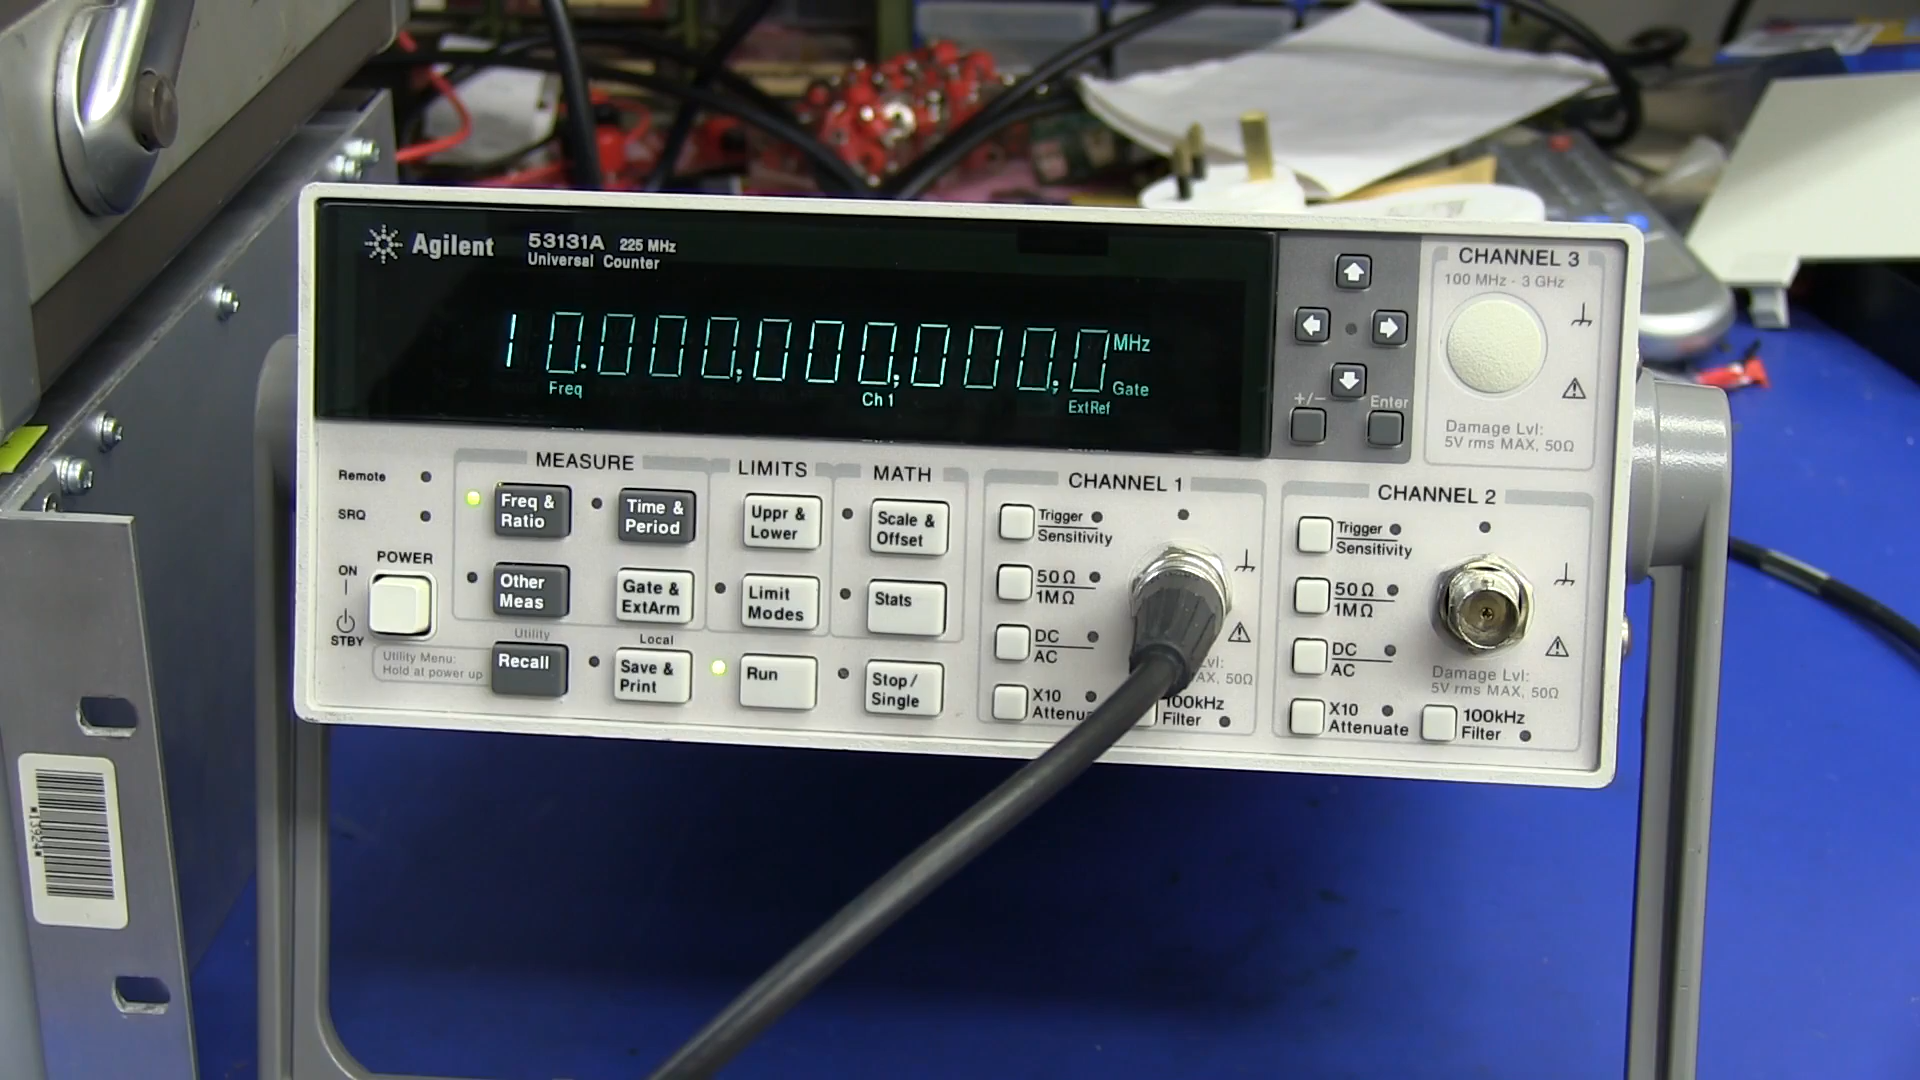 Agilent
53131A 225 MHz
Universal Counter
10.000,000,000,0 MHz
Freq
Ch 1
ExtRef
Gate
+/-
Enter
CHANNEL 3
100 MHz - 3 GHz
Damage Lvl:
5V rms MAX, 50Ω
Remote
SRQ
POWER
ON
STBY
Utility Menu:
Hold at power up
MEASURE
Freq &
Ratio
Time &
Period
Other
Meas
Gate &
ExtArm
Utility
Recall
Local
Save &
Print
LIMITS
Uppr &
Lower
Limit
Modes
Run
MATH
Scale &
Offset
Stats
Stop/
Single
CHANNEL 1
Trigger
Sensitivity
50Ω
1MΩ
DC
AC
X10
Attenu
Lvl:
AX, 50Ω
100kHz
Filter
CHANNEL 2
Trigger
Sensitivity
50Ω
1MΩ
DC
AC
X10
Attenuate
Damage Lvl:
5V rms MAX, 50Ω
100kHz
Filter